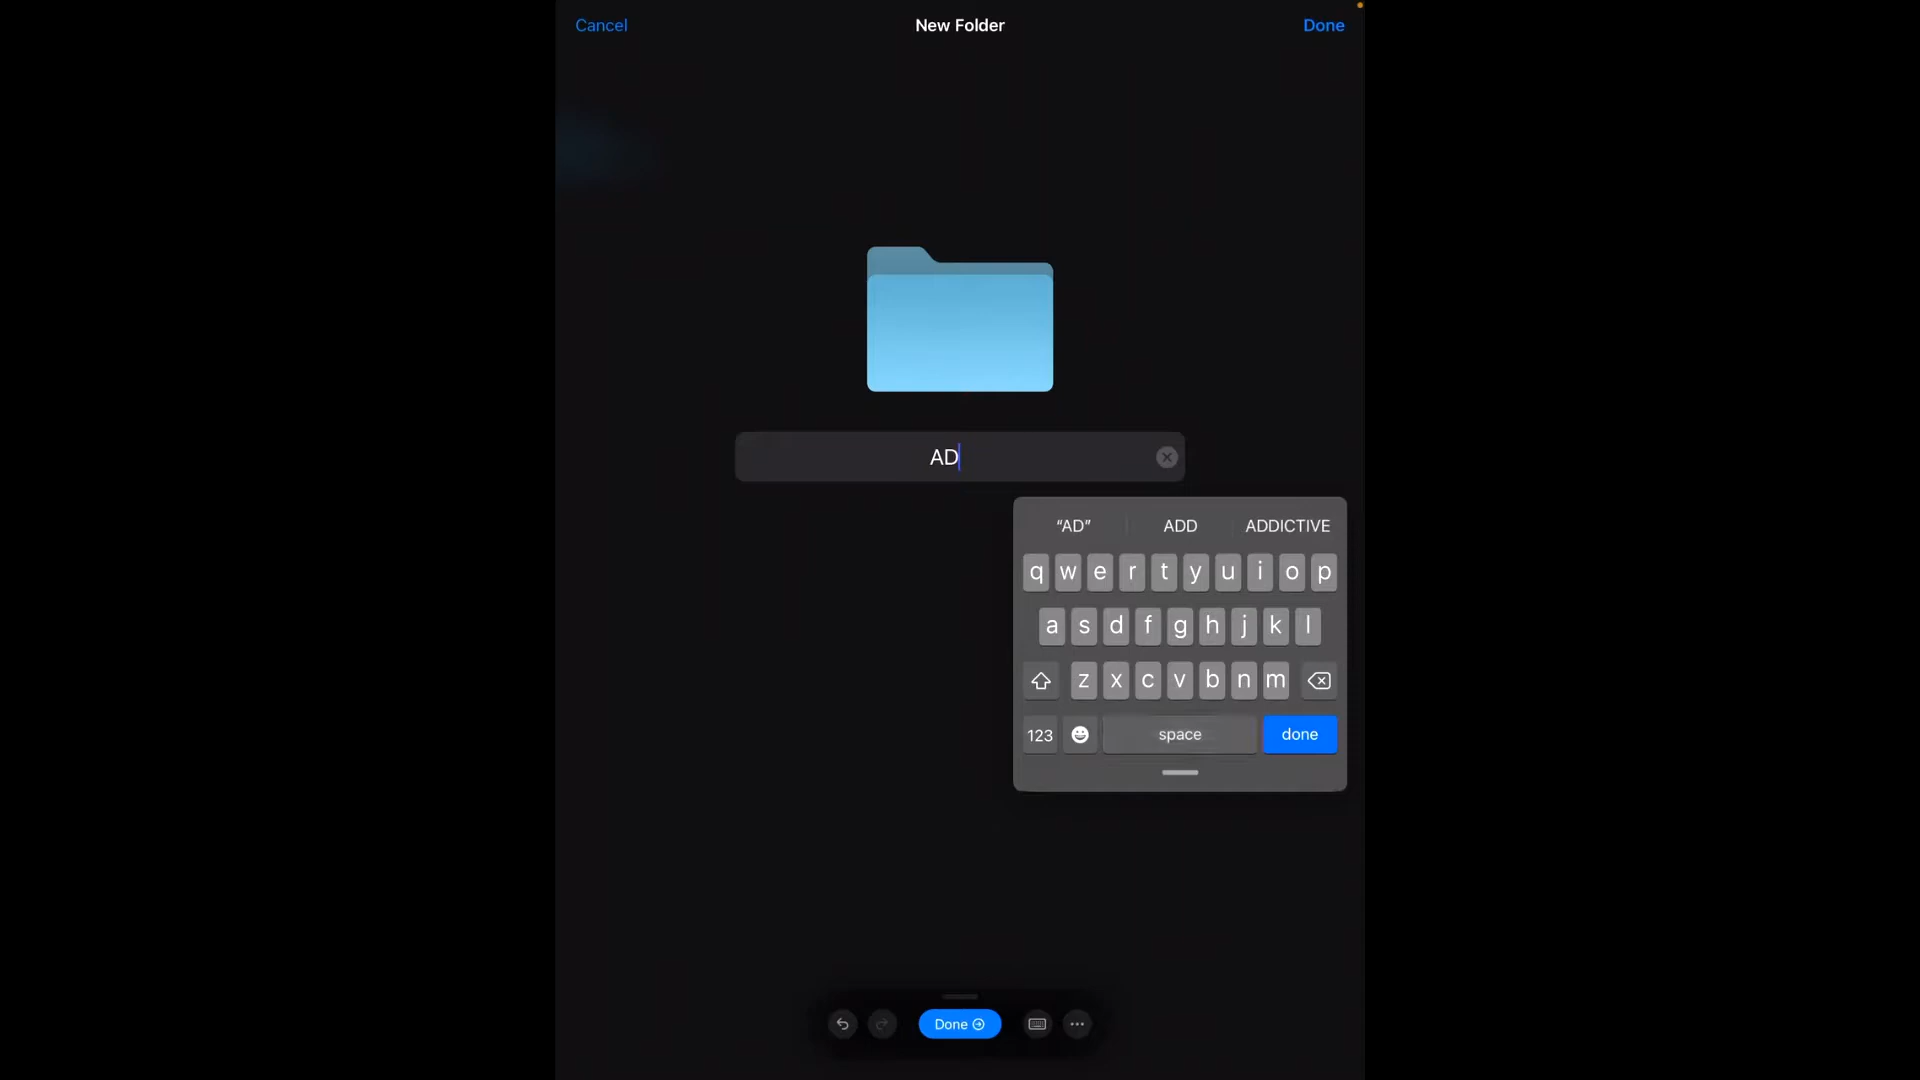 Cancel New Folder Done
AD
“AD” ADD ADDICTIVE
q w e r t y u i o p
a s d f g h j k l
z x c v b n m
123 space done
Done